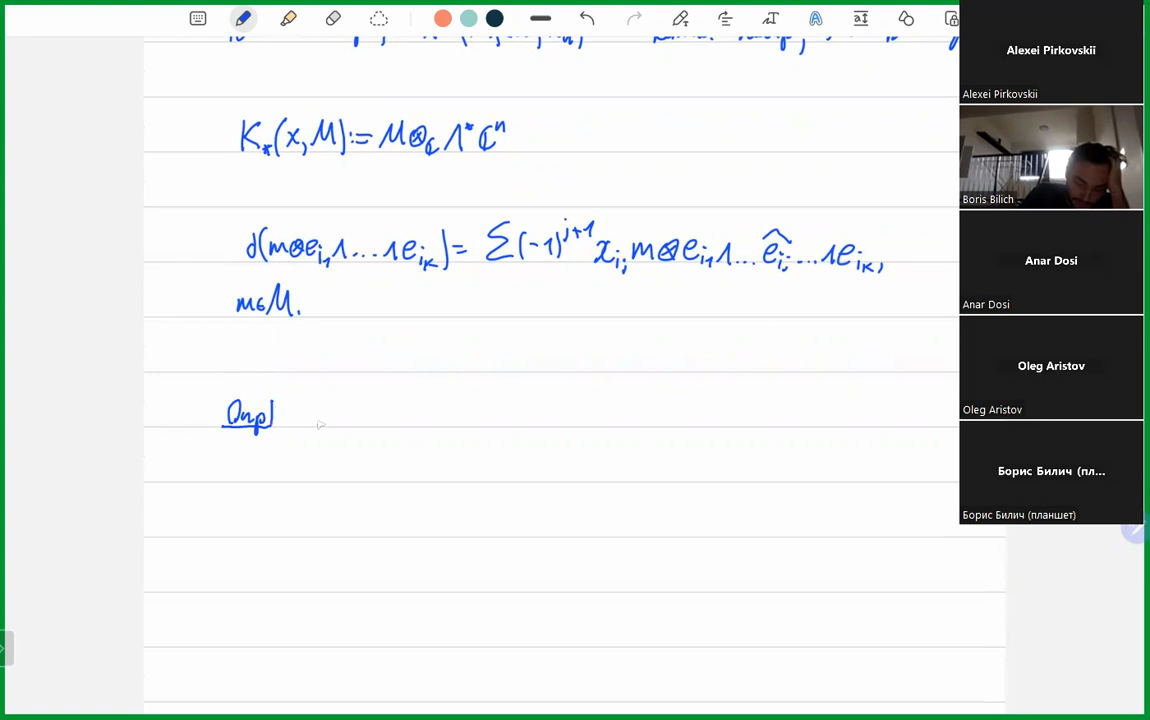 K_*(x, M) := M ⊗_ℂ Λ^* ℂ^n
d(m ⊗ e_{i_1} ∧ ... ∧ e_{i_k}) = Σ (-1)^{j+1} x_{i_j} m ⊗ e_{i_1} ∧ ... \hat{e_{i_j}} ... ∧ e_{i_k},
m ∈ M.
Опр
Alexei Pirkovskii
Alexei Pirkovskii
Boris Bilich
Anar Dosi
Anar Dosi
Oleg Aristov
Oleg Aristov
Борис Билич (пл...
Борис Билич (планшет)